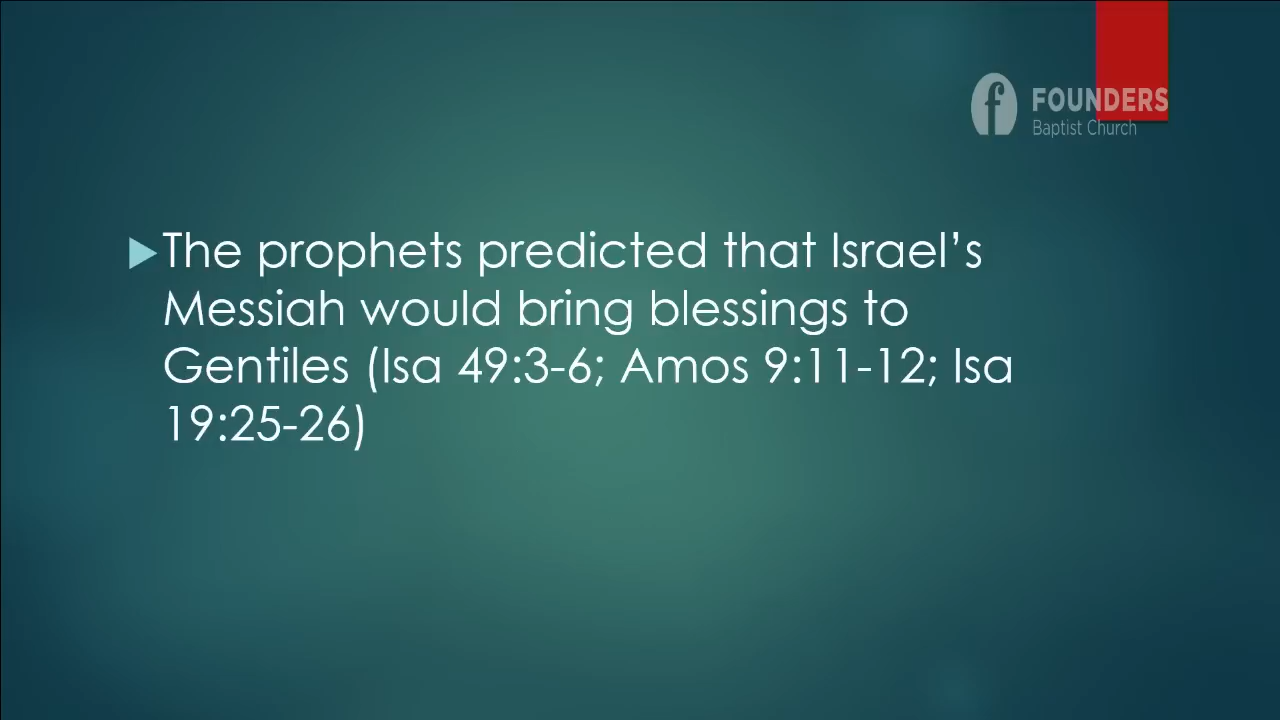 FOUNDERS
Baptist Church
The prophets predicted that Israel’s
Messiah would bring blessings to
Gentiles (Isa 49:3-6; Amos 9:11-12; Isa
19:25-26)